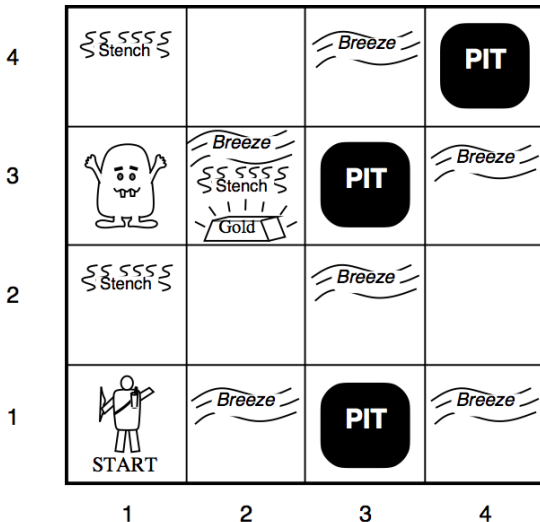 4
Stench
Breeze
PIT
3
Breeze
Stench
Gold
PIT
Breeze
2
Stench
Breeze
1
START
Breeze
PIT
Breeze
1 2 3 4